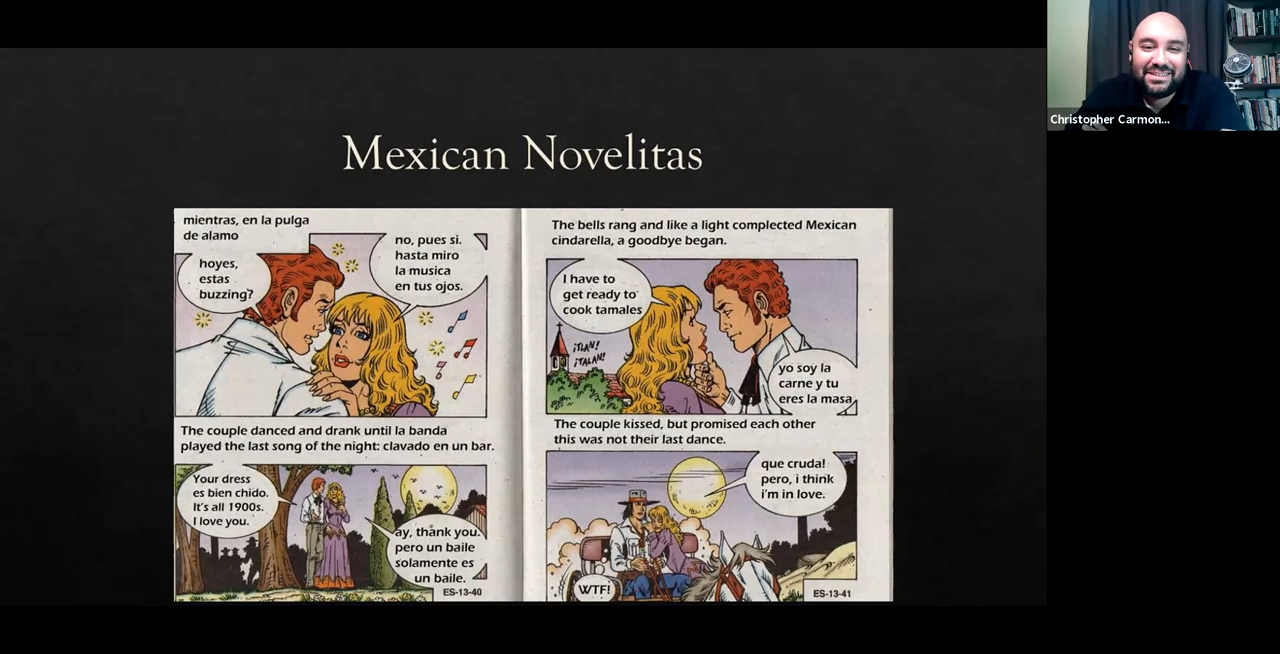 Christopher Carmon...
Mexican Novelitas
mientras, en la pulga
de alamo
hoyes,
estas
buzzing?
no, pues si.
hasta miro
la musica
en tus ojos.
The couple danced and drank until la banda
played the last song of the night: clavado en un bar.
Your dress
es bien chido.
It's all 1900s.
I love you.
ay, thank you.
pero un baile
solamente es
un baile.
ES-13-40
The bells rang and like a light complected Mexican
cindarella, a goodbye began.
I have to
get ready to
cook tamales
¡TLAN!
¡TALAN!
yo soy la
carne y tu
eres la masa
The couple kissed, but promised each other
this was not their last dance.
que cruda!
pero, i think
i'm in love.
WTF!
ES-13-41